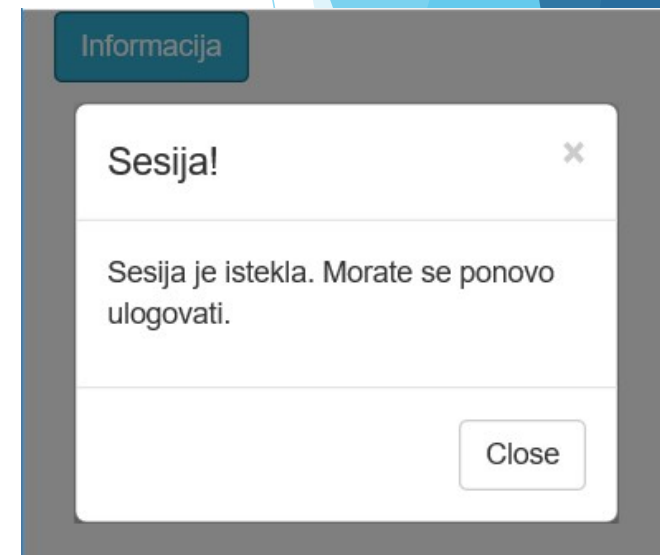 Informacija
Sesija!
×
Sesija je istekla. Morate se ponovo
ulogovati.
Close